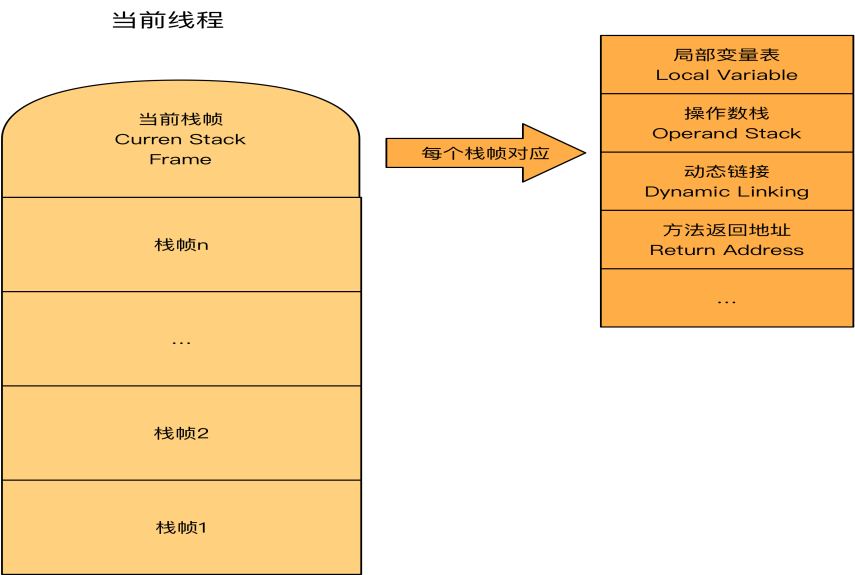 当前线程
当前栈帧
Curren Stack
Frame
栈帧n
...
栈帧2
栈帧1
每个栈帧对应
局部变量表
Local Variable
操作数栈
Operand Stack
动态链接
Dynamic Linking
方法返回地址
Return Address
...